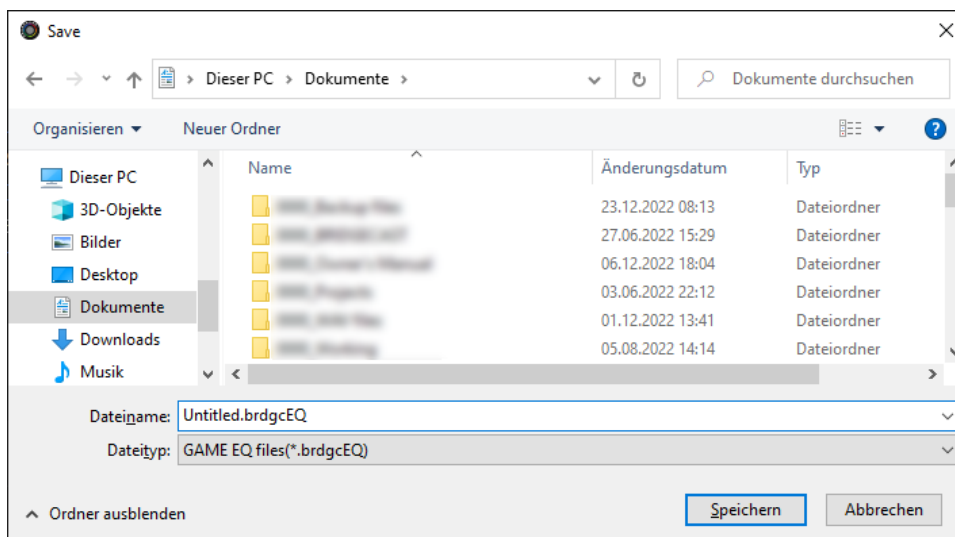 Save
Dieser PC > Dokumente >
Dokumente durchsuchen
Organisieren
Neuer Ordner
Name
Änderungsdatum
Typ
Dieser PC
3D-Objekte
Bilder
Desktop
Dokumente
Downloads
Musik
23.12.2022 08:13 Dateiordner
27.06.2022 15:29 Dateiordner
06.12.2022 18:04 Dateiordner
03.06.2022 22:12 Dateiordner
01.12.2022 13:41 Dateiordner
05.08.2022 14:14 Dateiordner
Dateiname: Untitled.brdgcEQ
Dateityp: GAME EQ files(*.brdgcEQ)
Ordner ausblenden
Speichern
Abbrechen